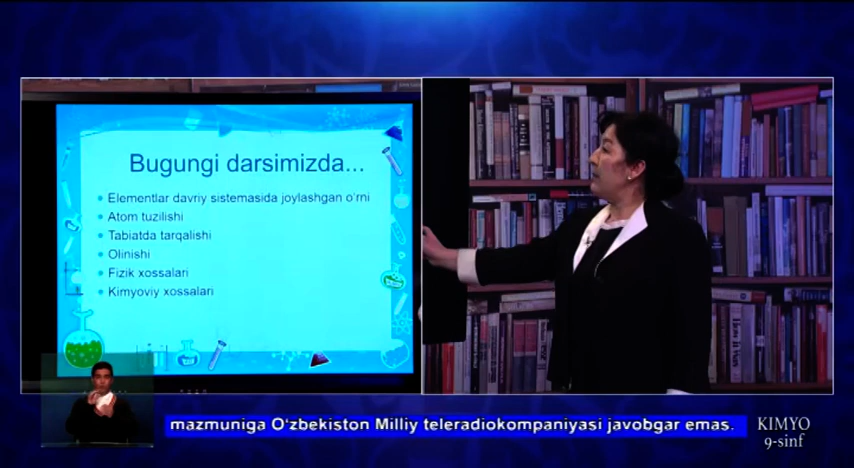 Bugungi darsimizda...
Elementlar davriy sistemasida joylashgan o'rni
Atom tuzilishi
Tabiatda tarqalishi
Olinishi
Fizik xossalari
Kimyoviy xossalari
mazmuniga O'zbekiston Milliy teleradiokompaniyasi javobgar emas.
KIMYO
9-sinf